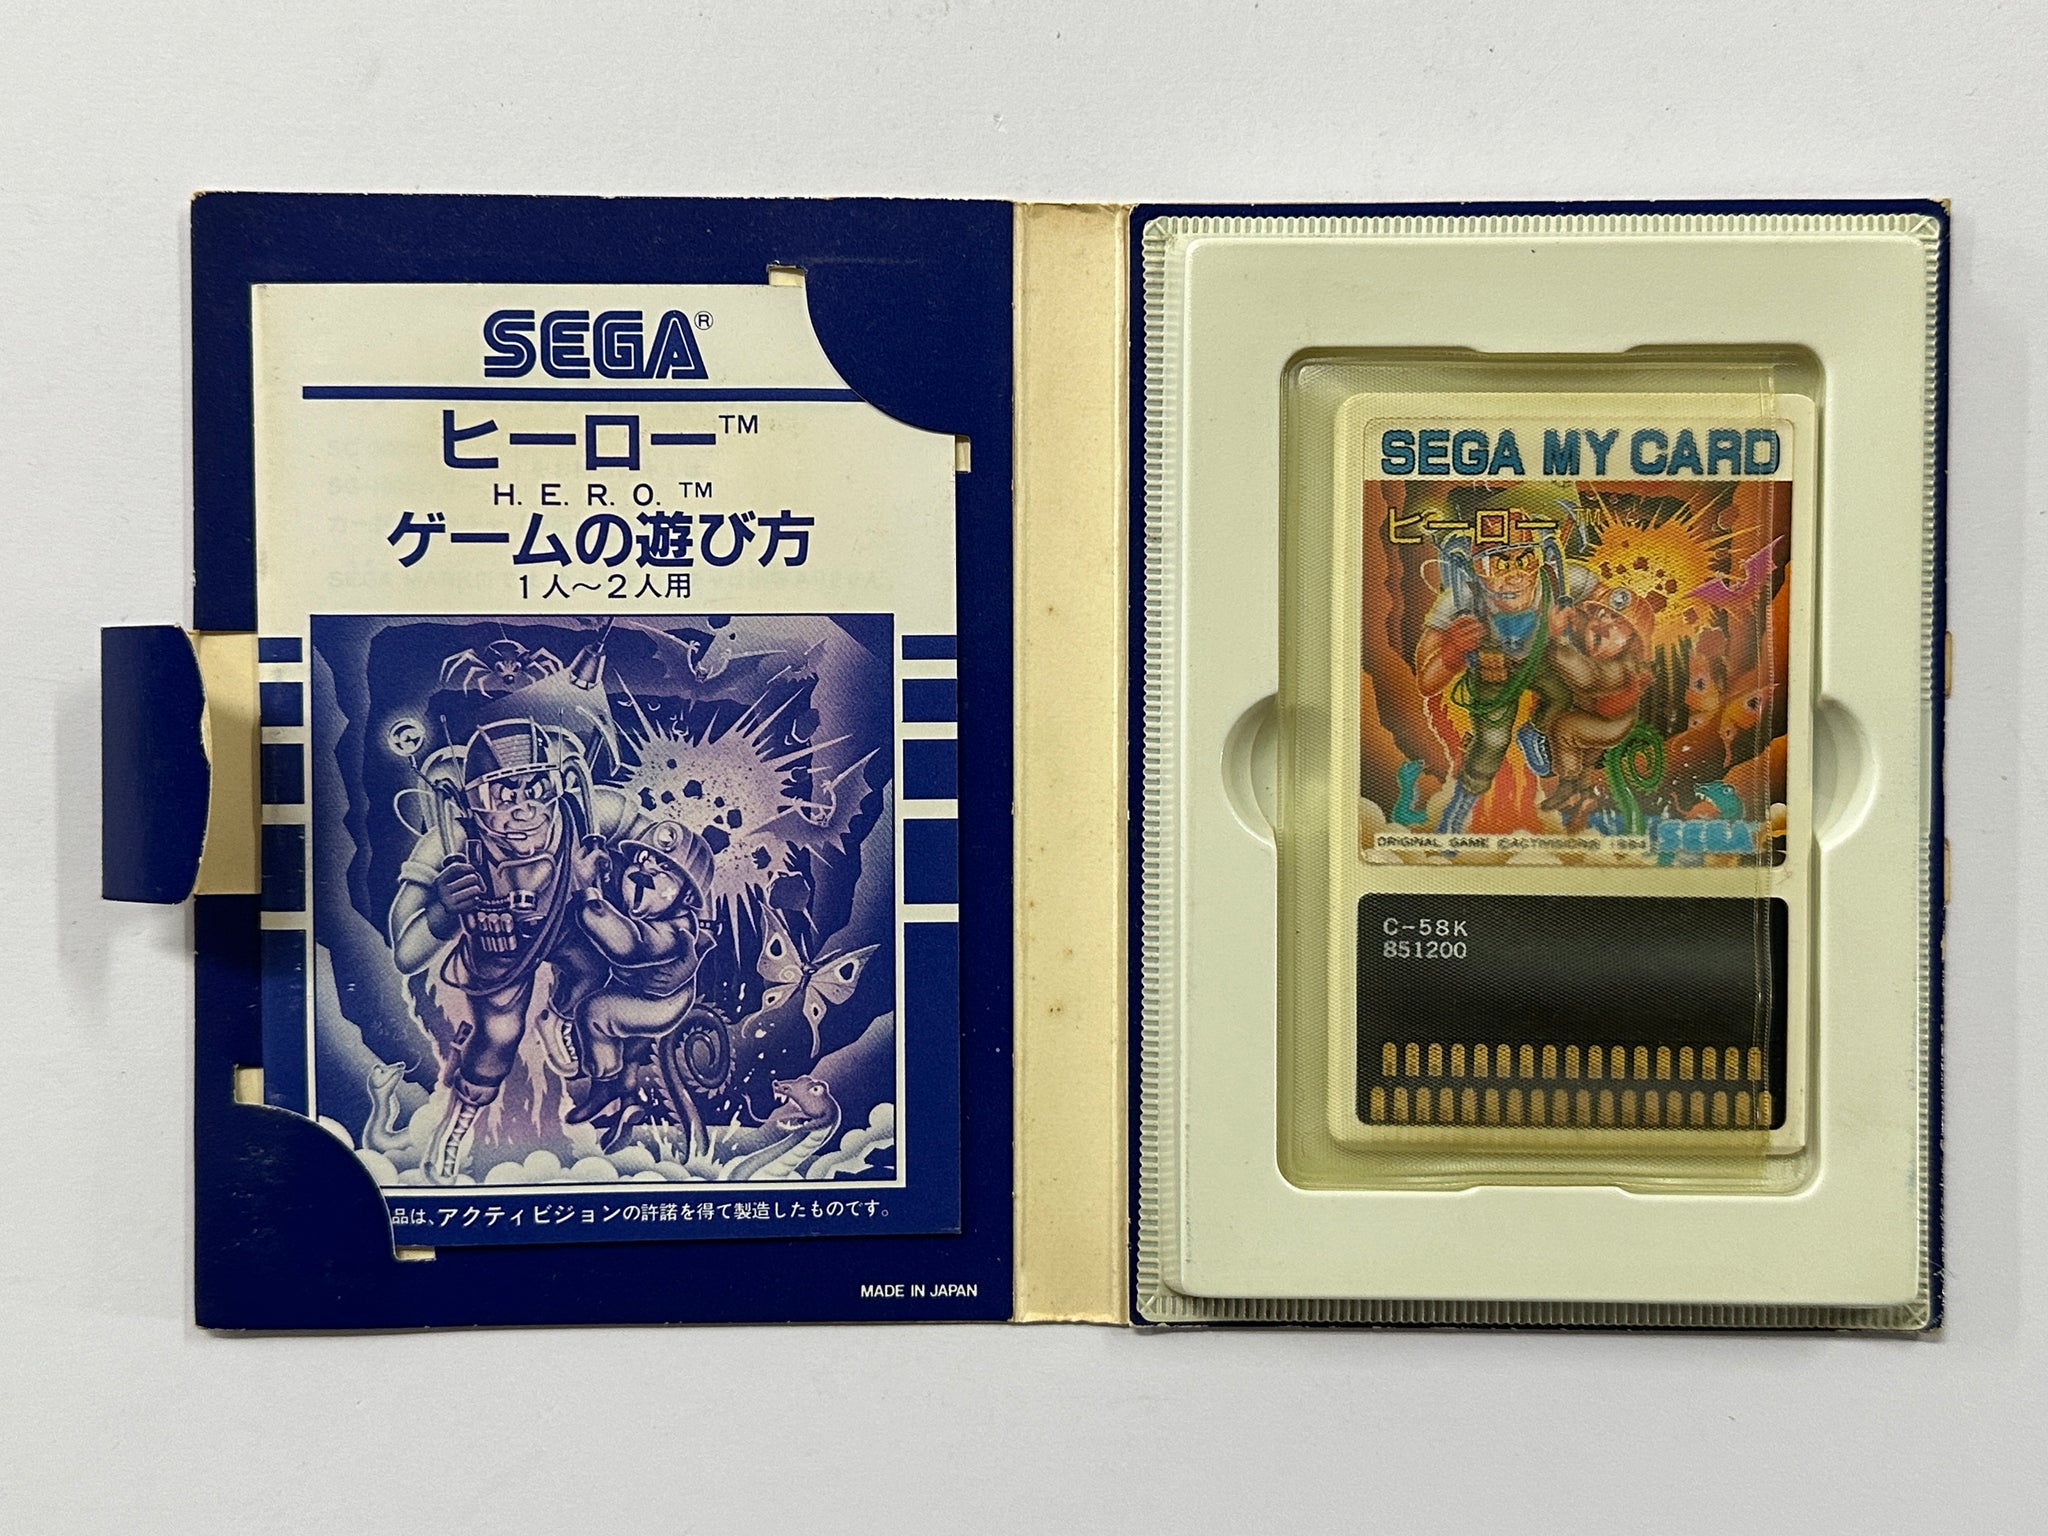 SEGA®
ヒーロー™
H. E. R. O. ™
ゲームの遊び方
1人～2人用
品は、アクティビジョンの許諾を得て製造したものです。
MADE IN JAPAN
SEGA MY CARD
ヒーロー™
ORIGINAL GAME ©ACTIVISION® 1984
SEGA
C-58K
851200